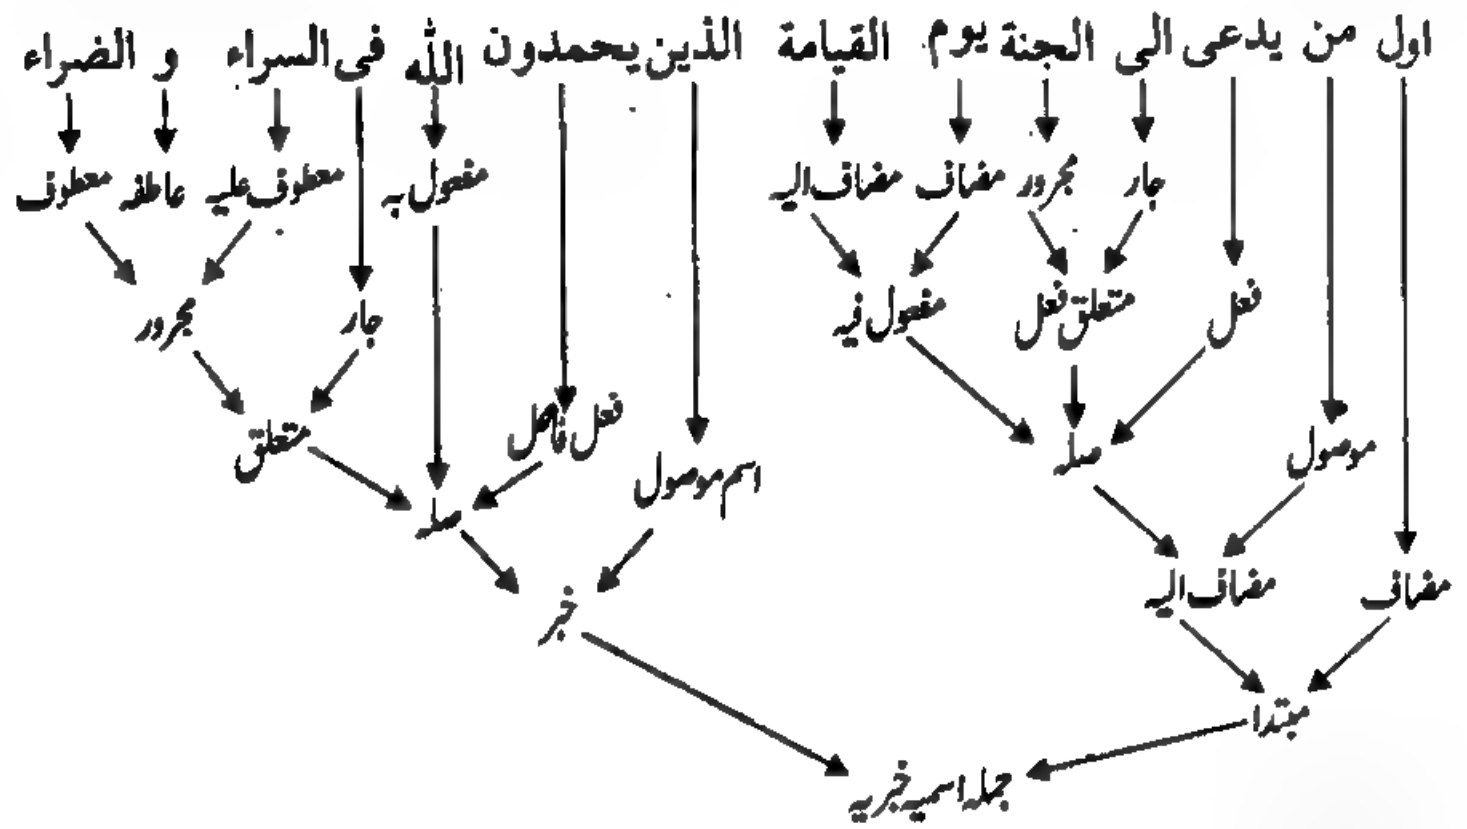 اول من يدعى الى الجنة يوم القيامة الذين يحمدون الله فى السراء و الضراء
جار مجرور مضاف مضاف الیہ مفعول بہ معطوف علیہ عاطفہ معطوف
فعل متعلق فعل مفعول فیہ جار مجرور
موصول صلہ اسم موصول فعل فاعل متعلق
صلہ
مضاف مضاف الیہ خبر
مبتدا
جملہ اسمیہ خبریہ